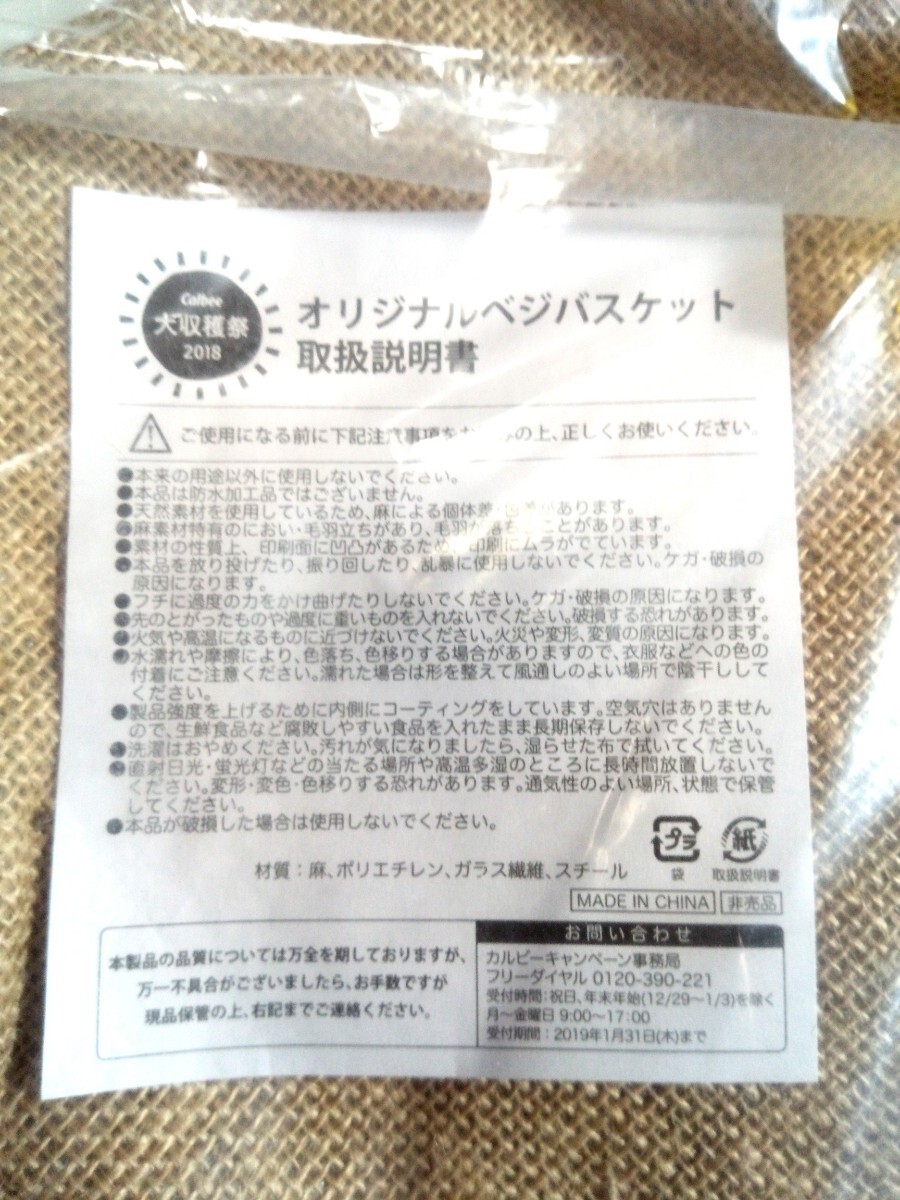 Calbee
大収穫祭
2018
オリジナルベジバスケット
取扱説明書
ご使用になる前に下記注意事項を の上、正しくお使いください。
●本来の用途以外に使用しないでください。
●本品は防水加工品ではございません。
●天然素材を使用しているため、麻による個体差・ があります。
●麻素材特有のにおい・毛羽立ちがあり、毛羽が ことがあります。
●素材の性質上、印刷面に凹凸があるため、印刷にムラがでています。
●本品を放り投げたり、振り回したり、乱暴に使用しないでください。ケガ・破損の
原因になります。
●フチに過度の力をかけ曲げたりしないでください。ケガ・破損の原因になります。
●先のとがったものや過度に重いものを入れないでください。破損する恐れがあります。
●火気や高温になるものに近づけないでください。火災や変形、変質の原因になります。
●水濡れや摩擦により、色落ち、色移りする場合がありますので、衣服などへの色の
付着にご注意ください。濡れた場合は形を整えて風通しのよい場所で陰干しして
ください。
●製品強度を上げるために内側にコーティングをしています。空気穴はありません
ので、生鮮食品など腐敗しやすい食品を入れたまま長期保存しないでください。
●洗濯はおやめください。汚れが気になりましたら、湿らせた布で拭いてください。
●直射日光・蛍光灯などの当たる場所や高温多湿のところに長時間放置しないで
ください。変形・変色・色移りする恐れがあります。通気性のよい場所、状態で保管
してください。
●本品が破損した場合は使用しないでください。
プラ
紙
袋
取扱説明書
材質：麻、ポリエチレン、ガラス繊維、スチール
MADE IN CHINA
非売品
本製品の品質については万全を期しておりますが、
万一不具合がございましたら、お手数ですが
現品保管の上、右記までご連絡ください。
お問い合わせ
カルビーキャンペーン事務局
フリーダイヤル 0120-390-221
受付時間：祝日、年末年始(12/29〜1/3)を除く
月〜金曜日 9:00〜17:00
受付期間：2019年1月31日(木)まで